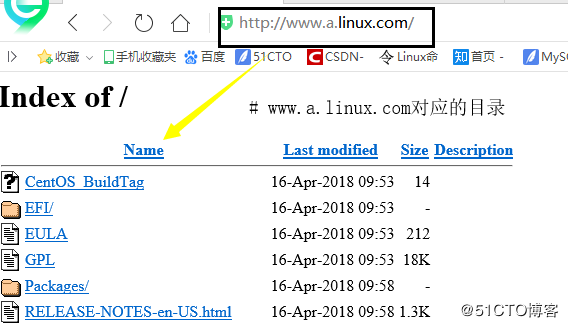 http://www.a.linux.com/
收藏 手机收藏夹 百度 51CTO CSDN- Linux命 知 首页 - MySC
Index of /
# www.a.linux.com对应的目录
Name Last modified Size Description
CentOS_BuildTag 16-Apr-2018 09:53 14
EFI/ 16-Apr-2018 09:53 -
EULA 16-Apr-2018 09:53 212
GPL 16-Apr-2018 09:53 18K
Packages/ 16-Apr-2018 09:58 -
RELEASE-NOTES-en-US.html 16-Apr-2018 09:58 1.3K
@51CTO博客